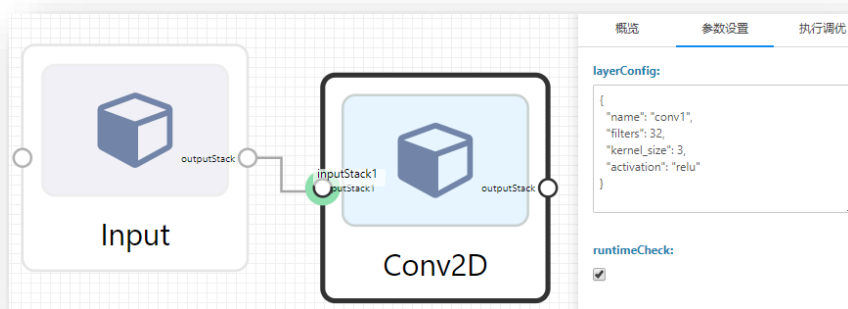 概览 参数设置 执行调优
layerConfig:
{
"name": "conv1",
"filters": 32,
"kernel_size": 3,
"activation": "relu"
}
runtimeCheck:
outputStack
Input
inputStack1
inputStack1
outputStack
Conv2D